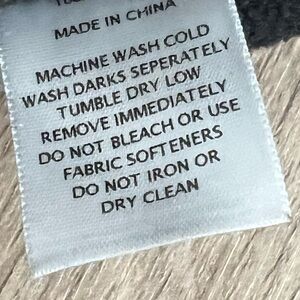 MADE IN CHINA
MACHINE WASH COLD
WASH DARKS SEPERATELY
TUMBLE DRY LOW
REMOVE IMMEDIATELY
DO NOT BLEACH OR USE
FABRIC SOFTENERS
DO NOT IRON OR
DRY CLEAN